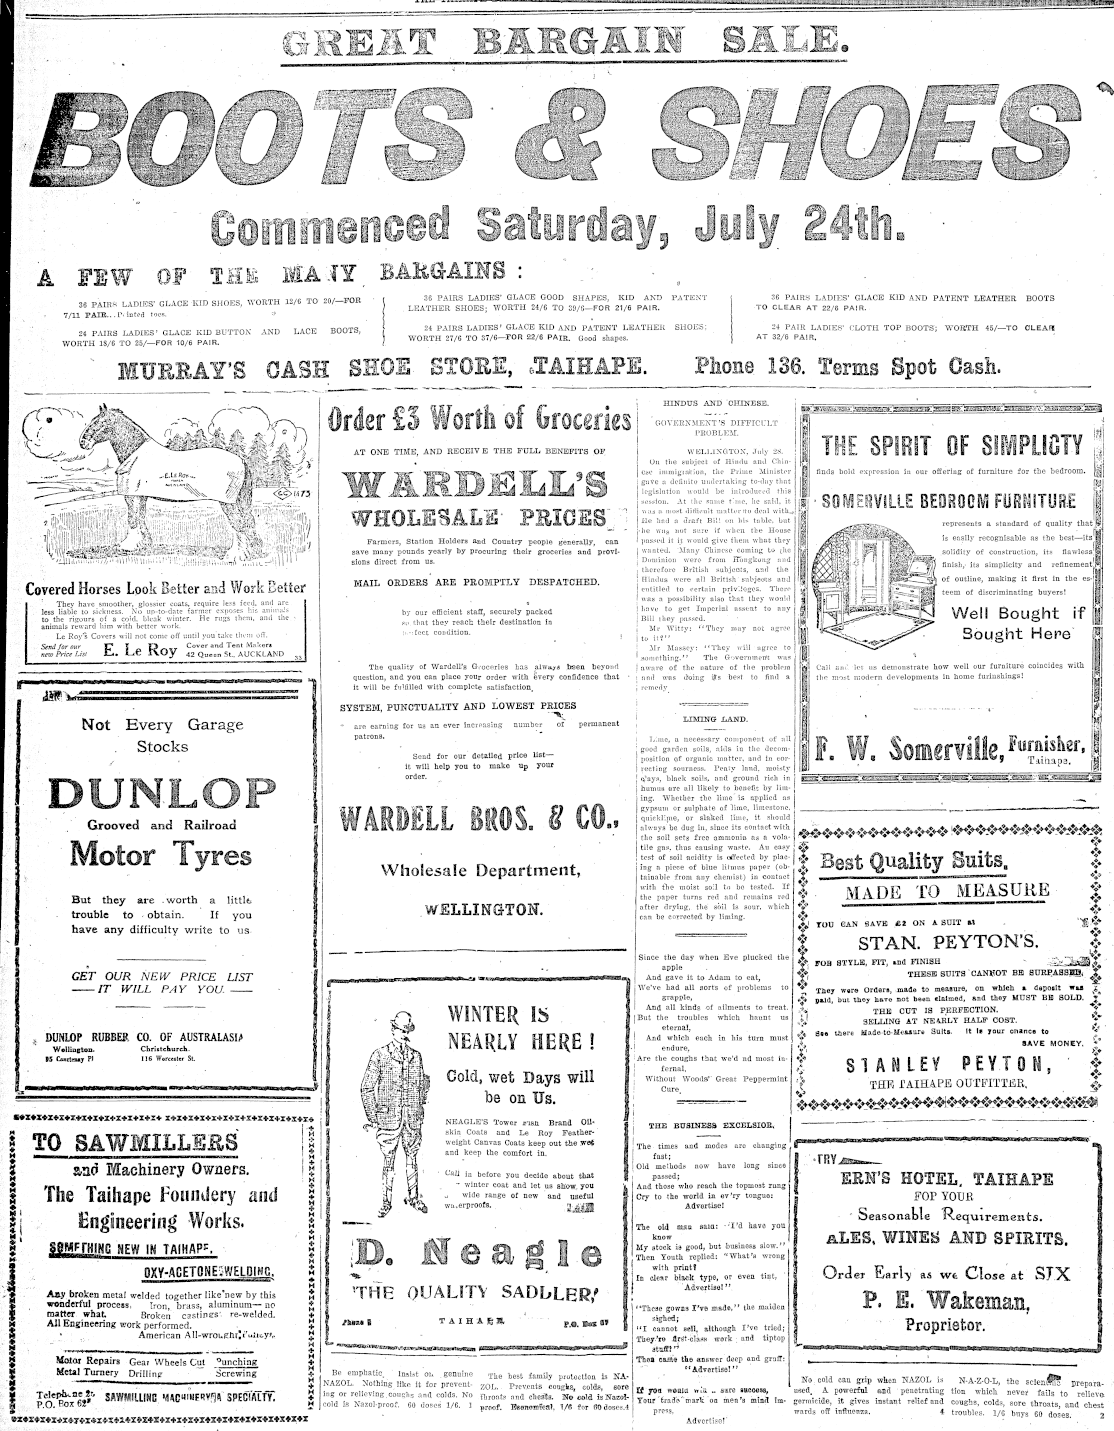 GREAT BARGAIN SALE.
BOOTS & SHOES
Commenced Saturday, July 24th.
A FEW OF THE MANY BARGAINS:
36 PAIRS LADIES' GLACE KID SHOES, WORTH 12/6 TO 20/—FOR
7/11 PAIR. Pointed toes.
24 PAIRS LADIES' GLACE KID BUTTON AND LACE BOOTS,
WORTH 18/6 TO 25/—FOR 10/6 PAIR.
36 PAIRS LADIES' GLACE GOOD SHAPES, KID AND PATENT
LEATHER SHOES; WORTH 24/6 TO 39/6—FOR 21/6 PAIR.
24 PAIRS LADIES' GLACE KID AND PATENT LEATHER SHOES;
WORTH 27/6 TO 37/6—FOR 22/6 PAIR. Good shapes.
36 PAIRS LADIES' GLACE KID AND PATENT LEATHER BOOTS
TO CLEAR AT 22/6 PAIR.
24 PAIR LADIES' CLOTH TOP BOOTS; WORTH 45/—TO CLEAR
AT 32/6 PAIR.
MURRAY'S CASH SHOE STORE, TAIHAPE. Phone 136. Terms Spot Cash.
E. LE ROY
Covered Horses Look Better and Work Better
They have smoother, glossier coats, require less feed, and are
less liable to sickness. No up-to-date farmer exposes his animals
to the rigours of a cold, bleak winter. He rugs them, and the
animals reward him with better work.
Le Roy's Covers will not come off until you take them off.
Send for our
new Price List
E. Le Roy
Cover and Tent Makers
42 Queen St., AUCKLAND
Not Every Garage
Stocks
DUNLOP
Grooved and Railroad
Motor Tyres
But they are worth a little
trouble to obtain. If you
have any difficulty write to us
GET OUR NEW PRICE LIST
— IT WILL PAY YOU. —
DUNLOP RUBBER CO. OF AUSTRALASIA
Wellington. Christchurch.
95 Courtenay Pl 116 Worcester St.
TO SAWMILLERS
and Machinery Owners.
The Taihape Foundery and
Engineering Works.
SOMETHING NEW IN TAIHAPE.
OXY-ACETONE-WELDING.
Any broken metal welded together like new by this
wonderful process. Iron, brass, aluminum—no
matter what. Broken castings re-welded.
All Engineering work performed.
American All-wrought Pulleys.
Motor Repairs Gear Wheels Cut Punching
Metal Turnery Drilling Screwing
Telephone
P.O. Box 62
SAWMILLING MACHINERY A SPECIALTY.
Order £3 Worth of Groceries
AT ONE TIME, AND RECEIVE THE FULL BENEFITS OF
WARDELL'S
WHOLESALE PRICES
Farmers, Station Holders and Country people generally, can
save many pounds yearly by procuring their groceries and provi-
sions direct from us.
MAIL ORDERS ARE PROMPTLY DESPATCHED.
by our efficient staff, securely packed
so that they reach their destination in
perfect condition.
The quality of Wardell's Groceries has always been beyond
question, and you can place your order with every confidence that
it will be fulfilled with complete satisfaction.
SYSTEM, PUNCTUALITY AND LOWEST PRICES
are earning for us an ever increasing number of permanent
patrons.
Send for our detailed price list—
it will help you to make up your
order.
WARDELL BROS. & CO.,
Wholesale Department,
WELLINGTON.
WINTER IS
NEARLY HERE!
Cold, wet Days will
be on Us.
NEAGLE'S Tower Brand Oil-
skin Coats and Le Roy Feather-
weight Canvas Coats keep out the wet
and keep the comfort in.
Call in before you decide about that
winter coat and let us show you
wide range of new and useful
waterproofs.
D. Neagle
"THE QUALITY SADLLER,"
Phone
TAIHAPE.
P.O. Box 67
Be emphatic. Insist on genuine
NAZOL. Nothing like it for prevent-
ing or relieving coughs and colds. No
cold is Nazol-proof. 60 doses 1/6. 1
The best family protection is NA-
ZOL. Prevents coughs, colds, sore
throats and chests. No cold is Nazol-
proof. Economical. 1/6 for 60 doses. 4
HINDUS AND CHINESE.
GOVERNMENT'S DIFFICULT
PROBLEM.
WELLINGTON, July 28.
On the subject of Hindu and Chin-
ese immigration, the Prime Minister
gave a definite undertaking to-day that
legislation would be introduced this
session. At the same time, he said, it
was a most difficult matter to deal with.
He had a draft Bill on his table, but
he was not sure if when the House
passed it it would give them what they
wanted. Many Chinese coming to the
Dominion were from Hongkong and
therefore British subjects, and the
Hindus were all British subjects and
entitled to certain privileges. There
was a possibility also that they would
have to get Imperial assent to any
Bill they passed.
Mr Witty: "They may not agree
to it?"
Mr Massey: "They will agree to
something." The Government was
aware of the nature of the problem
and was doing its best to find a
remedy.
LIMING LAND.
Lime, a necessary component of all
good garden soils, aids in the decom-
position of organic matter, and in cor-
recting sourness. Peaty land, moisty
clays, black soils, and ground rich in
humus are all likely to benefit by lim-
ing. Whether the lime is applied as
gypsum or sulphate of lime, limestone,
quicklime, or slaked lime, it should
always be dug in, since its contact with
the soil sets free ammonia as a vola-
tile gas, thus causing waste. An easy
test of soil acidity is effected by plac-
ing a piece of blue litmus paper (ob-
tainable from any chemist) in contact
with the moist soil to be tested. If
the paper turns red and remains red
after drying, the soil is sour, which
can be corrected by liming.
Since the day when Eve plucked the
apple
And gave it to Adam to eat,
We've had all sorts of problems to
grapple,
And all kinds of ailments to treat.
But the troubles which haunt us
eternal,
And which each in his turn must
endure,
Are the coughs that we'd nd most in-
fernal,
Without Woods' Great Peppermint
Cure.
THE BUSINESS EXCELSIOR.
The times and modes are changing
fast;
Old methods now have long since
passed;
And those who reach the topmost rung
Cry to the world in ev'ry tongue:
Advertise!
The old man said: "I'd have you
know
My stock is good, but business slow."
Then Youth replied: "What's wrong
with print?
In clear black type, or even tint,
Advertise!"
"These gowns I've made," the maiden
sighed;
"I cannot sell, although I've tried;
They're first-class work and tiptop
stuff!"
Then came the answer deep and gruff:
"Advertise!"
If you would win sure success,
Your trade mark on men's mind im-
press,
Advertise!
THE SPIRIT OF SIMPLICTY
finds bold expression in our offering of furniture for the bedroom.
SOMERVILLE BEDROOM FURNITURE
represents a standard of quality that
is easily recognisable as the best—its
solidity of construction, its flawless
finish, its simplicity and refinement
of outline, making it first in the es-
teem of discriminating buyers!
Well Bought if
Bought Here
Call and let us demonstrate how well our furniture coincides with
the most modern developments in home furnishings!
F. W. Somerville, Furnisher,
Taihape.
Best Quality Suits.
MADE TO MEASURE
YOU CAN SAVE £2 ON A SUIT at
STAN. PEYTON'S.
FOR STYLE, FIT, and FINISH
THESE SUITS CANNOT BE SURPASSED.
They were Orders, made to measure, on which a deposit was
paid, but they have not been claimed, and they MUST BE SOLD.
THE CUT IS PERFECTION.
SELLING AT NEARLY HALF COST.
See there Made-to-Measure Suits. It is your chance to
SAVE MONEY.
STANLEY PEYTON,
THE TAIHAPE OUTFITTER.
TRY
ERN'S HOTEL, TAIHAPE
FOR YOUR
Seasonable Requirements.
ALES, WINES AND SPIRITS.
Order Early as we Close at SIX
P. E. Wakeman,
Proprietor.
No cold can grip when NAZOL is
used. A powerful and penetrating
germicide, it gives instant relief and
wards off influenza. 4
N-A-Z-O-L, the scientific prepara-
tion which never fails to relieve
coughs, colds, sore throats, and chest
troubles. 1/6 buys 60 doses. 2